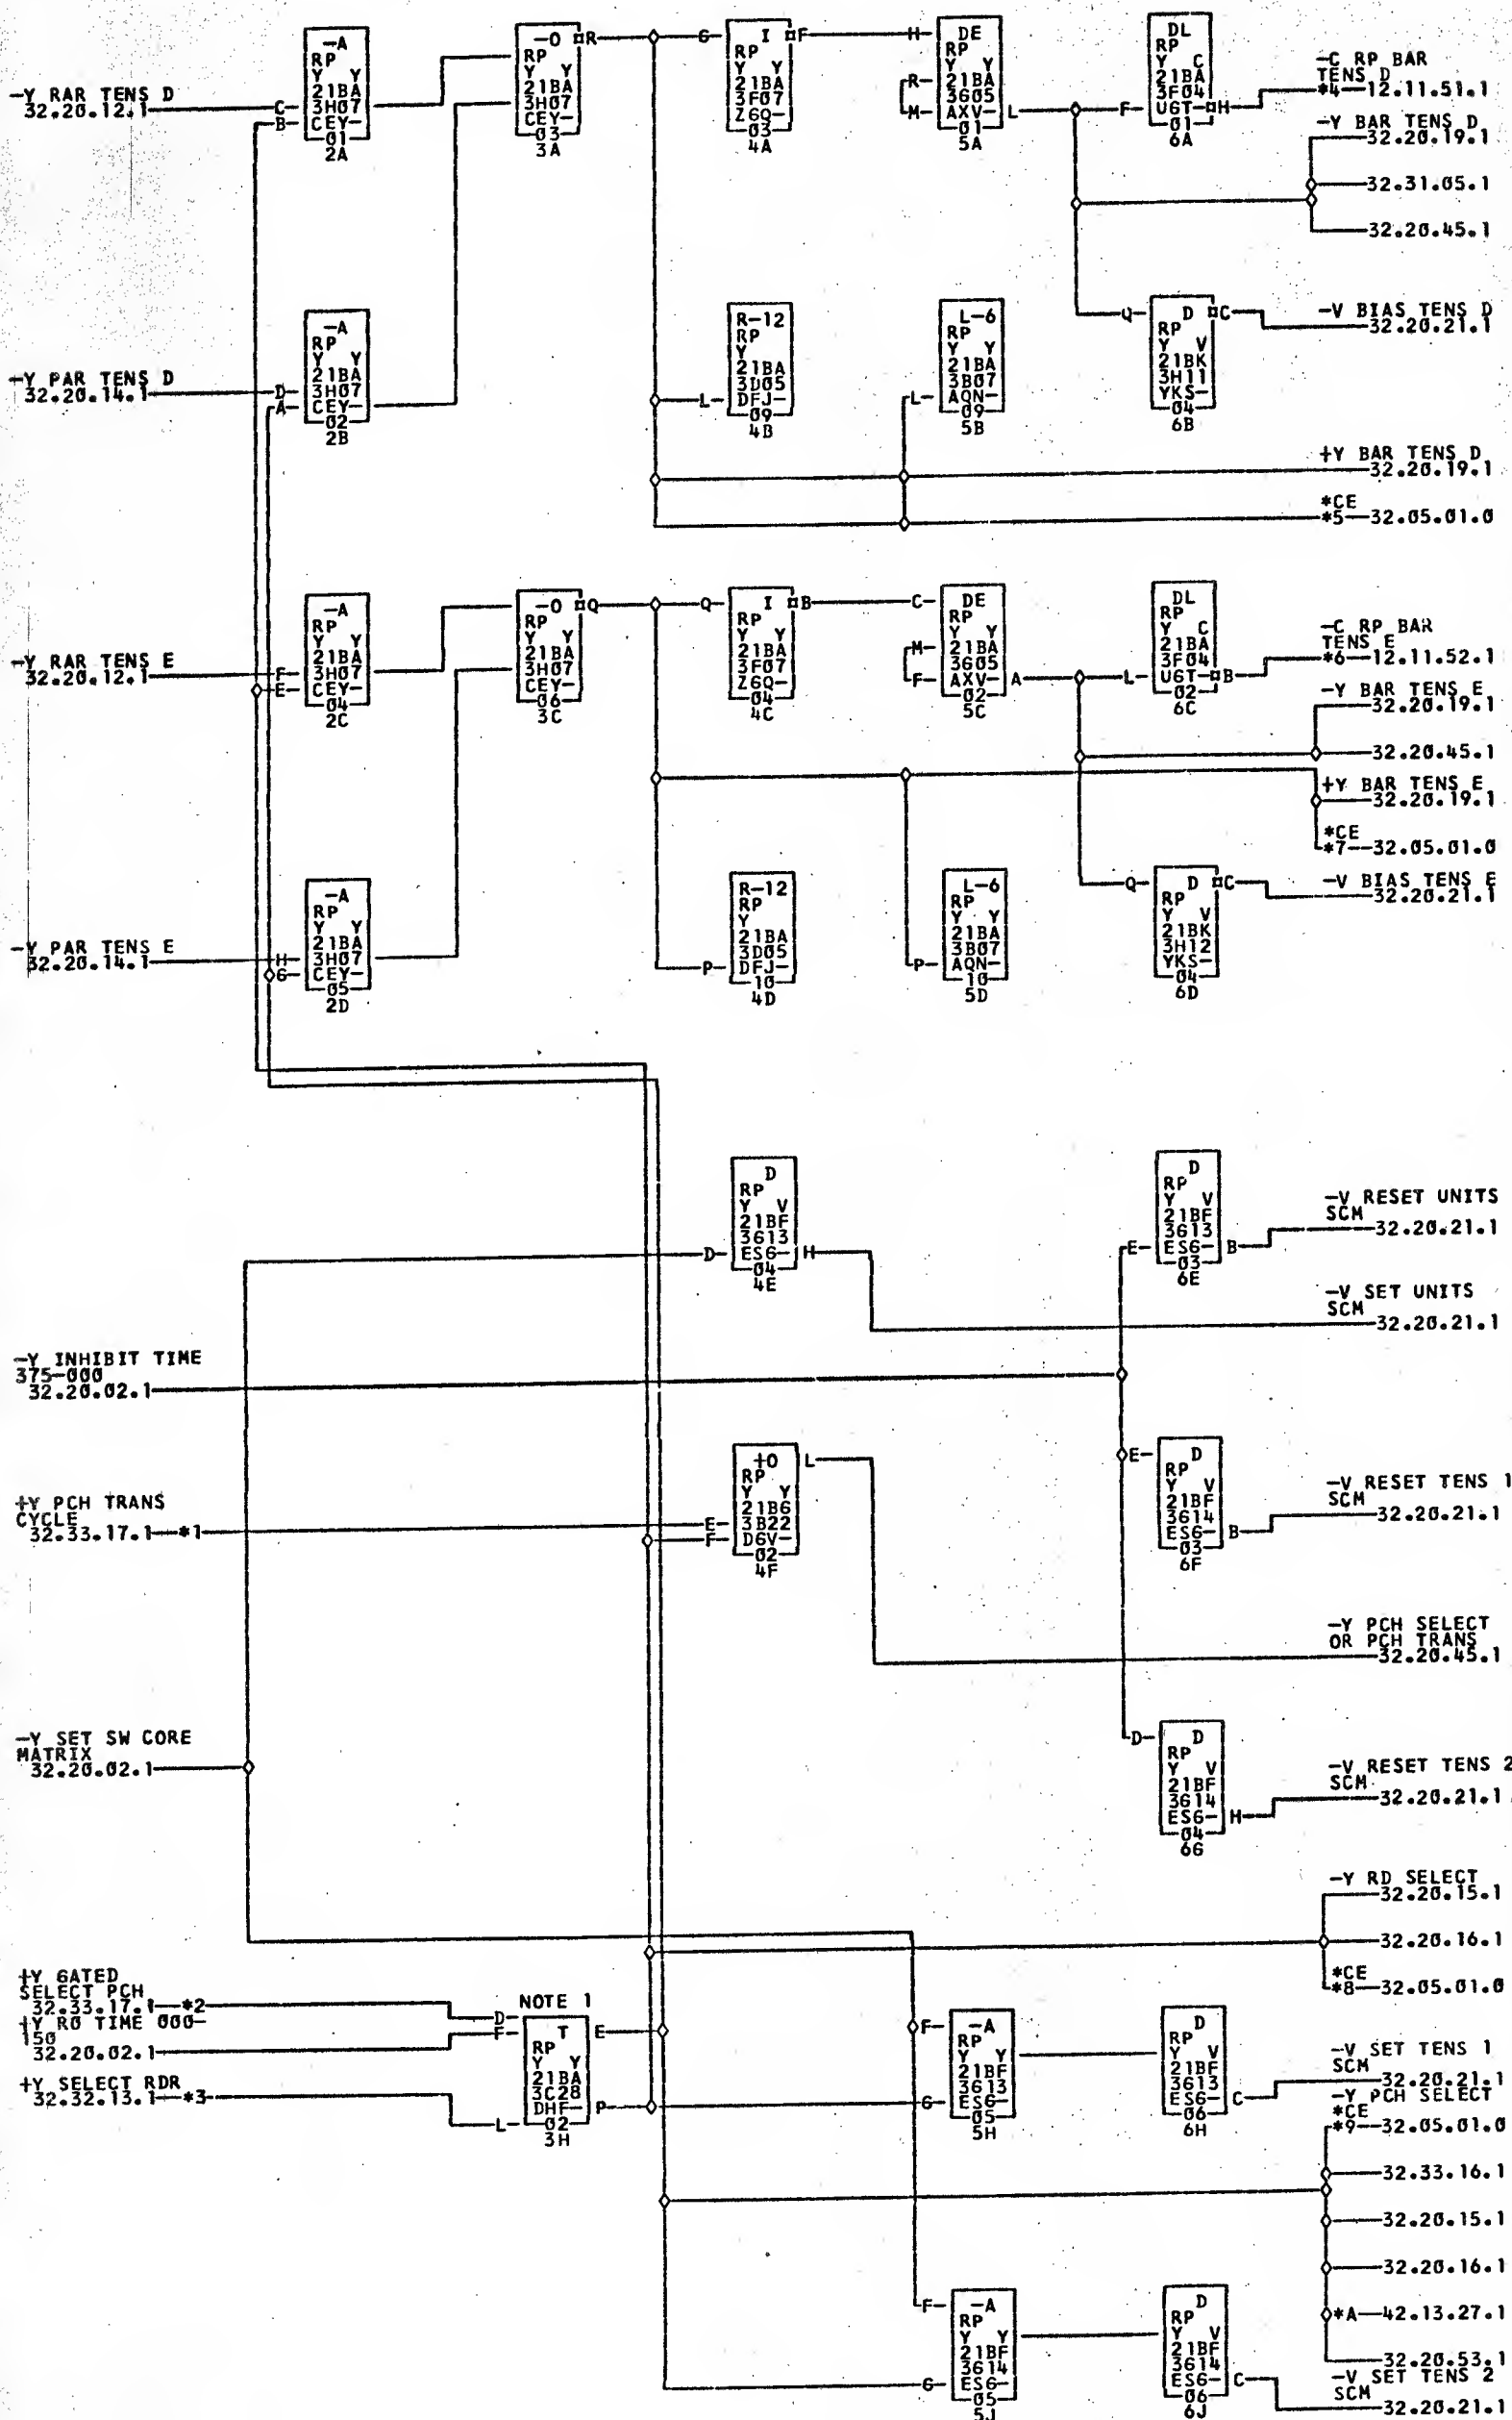 -A
RP
Y Y
21BA
3H07
CEY-
01
2A
-O R
RP
Y Y
21BA
3H07
CEY-
03
3A
G
I F
RP
Y Y
21BA
3F07
Z6Q-
03
4A
H
DE
RP
Y Y
R 21BA
3G05
M AXV- L
01
5A
F
DL
RP
Y C
21BA
3F04
UGT- H
01
6A
-Y RAR TENS D
32.20.12.1
C
B
-C RP BAR
TENS D
*4 12.11.51.1
-Y BAR TENS D
32.20.19.1
32.31.05.1
32.20.45.1
-A
RP
Y Y
21BA
3H07
CEY-
02
2B
R-12
RP
Y
21BA
3D05
L DFJ-
09
4B
L-6
RP
Y Y
21BA
3B07
L AQN-
09
5B
Q
D C
RP
Y V
21BK
3H11
YKS-
04
6B
-V BIAS TENS D
32.20.21.1
+Y PAR TENS D
32.20.14.1
D
A
+Y BAR TENS D
32.20.19.1
*CE
*5 32.05.01.0
-A
RP
Y Y
21BA
3H07
CEY-
04
2C
-O Q
RP
Y Y
21BA
3H07
CEY-
06
3C
Q
I B
RP
Y Y
21BA
3F07
Z6Q-
04
4C
C
DE
RP
Y Y
M 21BA
3G05
F AXV- A
02
5C
L
DL
RP
Y C
21BA
3F04
UGT- B
02
6C
-Y RAR TENS E
32.20.12.1
F
E
-C RP BAR
TENS E
*6 12.11.52.1
-Y BAR TENS E
32.20.19.1
32.20.45.1
+Y BAR TENS E
32.20.19.1
*CE
*7 32.05.01.0
-A
RP
Y Y
21BA
3H07
CEY-
05
2D
R-12
RP
Y
21BA
3D05
P DFJ-
10
4D
L-6
RP
Y Y
21BA
3B07
P AQN-
10
5D
Q
D C
RP
Y V
21BK
3H12
YKS-
04
6D
-V BIAS TENS E
32.20.21.1
-Y PAR TENS E
32.20.14.1
H
G
D
RP
Y V
21BF
3G13
D ES6- H
04
4E
D
RP
Y V
21BF
3G13
E ES6- B
03
6E
-V RESET UNITS
SCM
32.20.21.1
-V SET UNITS
SCM
32.20.21.1
-Y INHIBIT TIME
375-000
32.20.02.1
+O L
RP
Y Y
21B6
E 3B22
F D6V-
02
4F
E
D
RP
Y V
21BF
3G14
ES6- B
03
6F
-V RESET TENS 1
SCM
32.20.21.1
+Y PCH TRANS
CYCLE
32.33.17.1 *1
-Y PCH SELECT
OR PCH TRANS
32.20.45.1
-Y SET SW CORE
MATRIX
32.20.02.1
D
D
RP
Y V
21BF
3G14
ES6- H
04
6G
-V RESET TENS 2
SCM
32.20.21.1
-Y RD SELECT
32.20.15.1
32.20.16.1
*CE
*8 32.05.01.0
+Y GATED
SELECT PCH
32.33.17.1 *2
+Y RO TIME 000-
150
32.20.02.1
+Y SELECT RDR
32.32.13.1 *3
NOTE 1
D
F T E
RP
Y Y
21BA
3C28
DHF- P
L 02
3H
F
-A
RP
Y Y
21BF
3G13
G ES6-
05
5H
D
RP
Y V
21BF
3G13
ES6- C
06
6H
-V SET TENS 1
SCM
32.20.21.1
-Y PCH SELECT
*CE
*9 32.05.01.0
32.33.16.1
32.20.15.1
32.20.16.1
*A 42.13.27.1
32.20.53.1
F
-A
RP
Y Y
21BF
3G14
G ES6-
05
5J
D
RP
Y V
21BF
3G14
ES6- C
06
6J
-V SET TENS 2
SCM
32.20.21.1